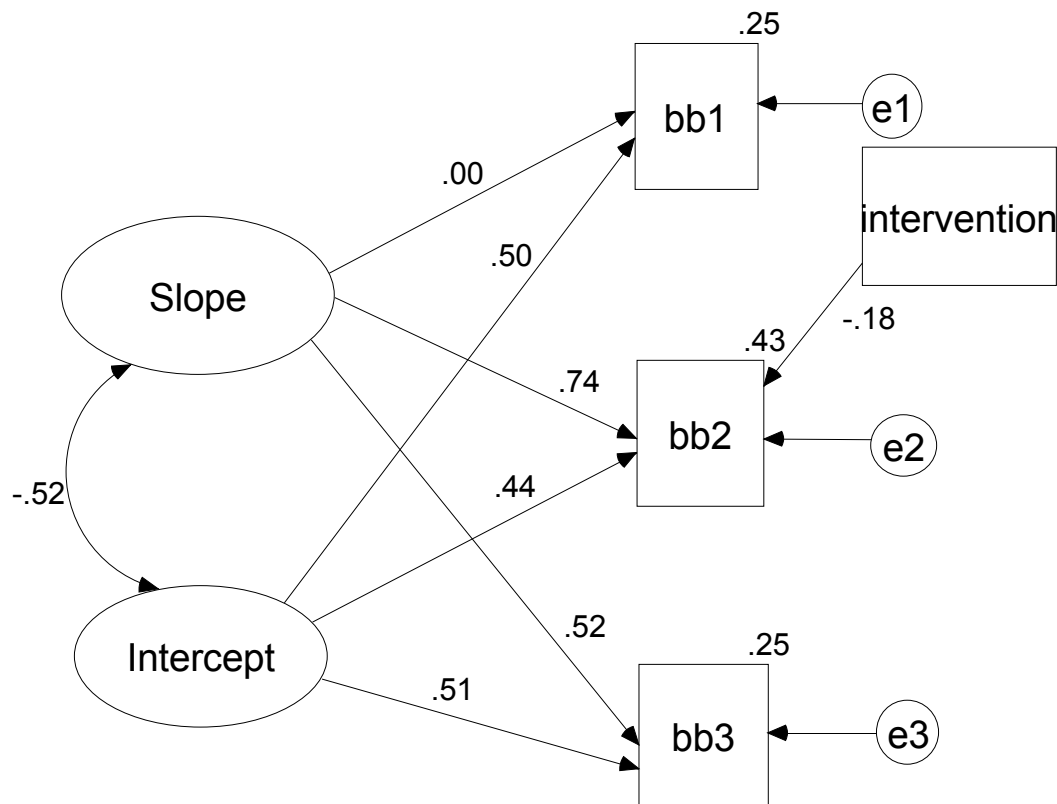 .25
bb1
e1
.00
intervention
.50
Slope
-.18
.43
.74
bb2
e2
-.52
.44
.52
.25
Intercept
.51
bb3
e3